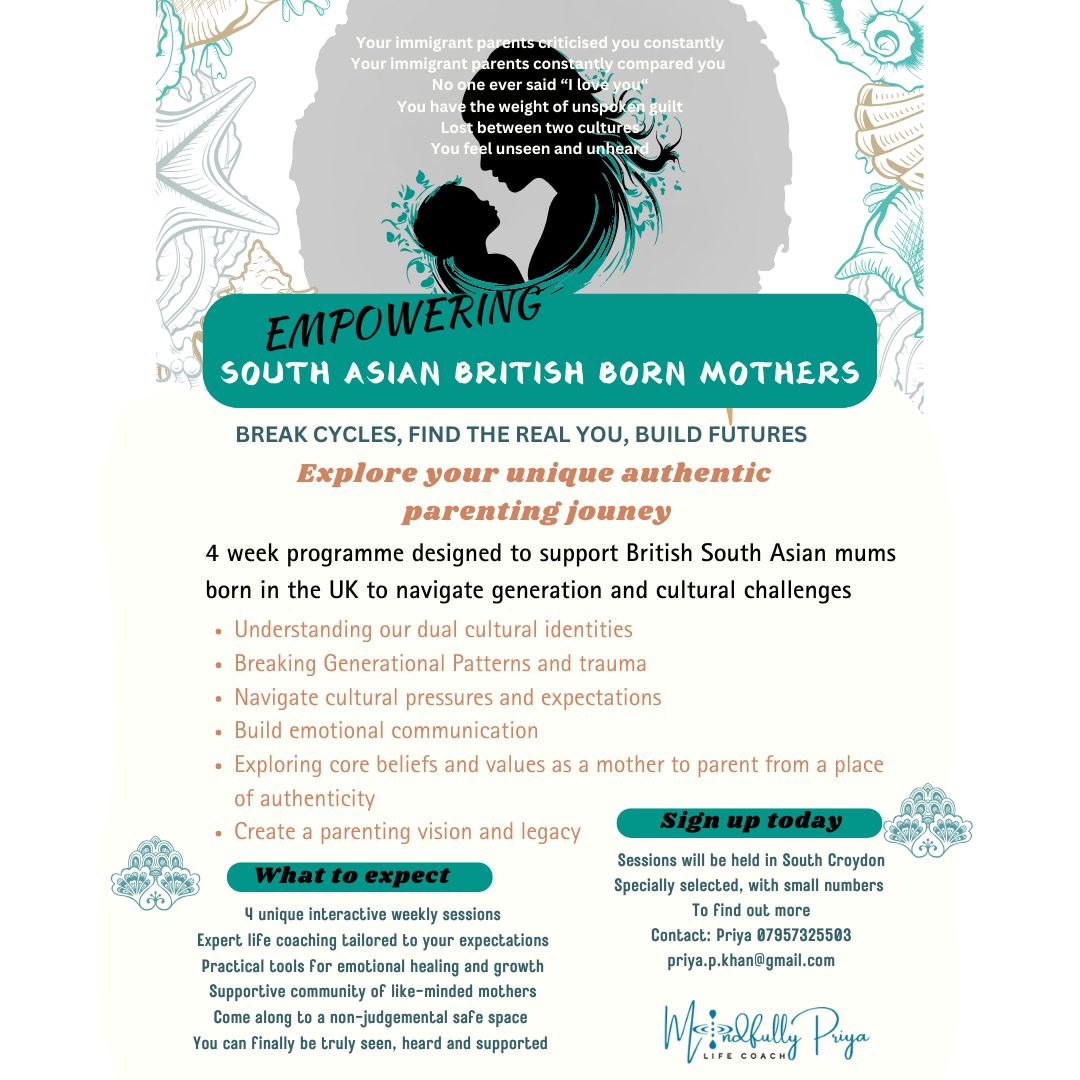 Your immigrant parents criticised you constantly
Your immigrant parents constantly compared you
No one ever said “I love you“
You have the weight of unspoken guilt
Lost between two cultures
You feel unseen and unheard
EMPOWERING
SOUTH ASIAN BRITISH BORN MOTHERS
BREAK CYCLES, FIND THE REAL YOU, BUILD FUTURES
Explore your unique authentic
parenting jouney
4 week programme designed to support British South Asian mums
born in the UK to navigate generation and cultural challenges
• Understanding our dual cultural identities
• Breaking Generational Patterns and trauma
• Navigate cultural pressures and expectations
• Build emotional communication
• Exploring core beliefs and values as a mother to parent from a place
of authenticity
• Create a parenting vision and legacy
What to expect
4 unique interactive weekly sessions
Expert life coaching tailored to your expectations
Practical tools for emotional healing and growth
Supportive community of like-minded mothers
Come along to a non-judgemental safe space
You can finally be truly seen, heard and supported
Sign up today
Sessions will be held in South Croydon
Specially selected, with small numbers
To find out more
Contact: Priya 07957325503
priya.p.khan@gmail.com
Mindfully Priya
LIFE COACH